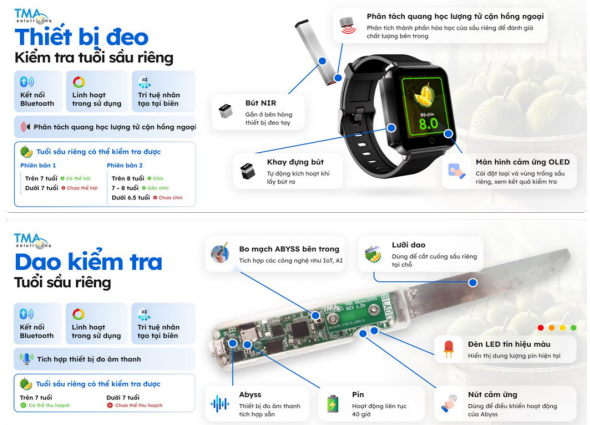 TMA
solutions
Thiết bị đeo
Kiểm tra tuổi sầu riêng
Kết nối
Bluetooth
Linh hoạt
trong sử dụng
AI
Trí tuệ nhân
tạo tại biên
Phân tách quang học lượng tử cận hồng ngoại
Tuổi sầu riêng có thể kiểm tra được
Phiên bản 1
Trên 7 tuổi Có thể hái
Dưới 7 tuổi Chưa thể hái
Phiên bản 2
Trên 8 tuổi Chín
7 - 8 tuổi Gần chín
Dưới 6.5 tuổi Chưa chín
Phân tách quang học lượng tử cận hồng ngoại
Phân tích thành phần hóa học của sầu riêng để đánh giá
chất lượng bên trong
Bút NIR
Gắn ở bên hông
thiết bị đeo tay
Khay đựng bút
Tự động kích hoạt khi
lấy bút ra
Độ chín
8.0
Màn hình cảm ứng OLED
Cài đặt loại và vùng trồng sầu
riêng, xem kết quả kiểm tra
TMA
solutions
Dao kiểm tra
Tuổi sầu riêng
Kết nối
Bluetooth
Linh hoạt
trong sử dụng
AI
Trí tuệ nhân
tạo tại biên
Tích hợp thiết bị đo âm thanh
Tuổi sầu riêng có thể kiểm tra được
Trên 7 tuổi
Có thể thu hoạch
Dưới 7 tuổi
Chưa thể thu hoạch
Bo mạch ABYSS bên trong
Tích hợp các công nghệ như IoT, AI
Lưỡi dao
Dùng để cắt cuống sầu riêng
tại chỗ
Đèn LED tín hiệu màu
Hiển thị dung lượng pin hiện tại
Abyss
Thiết bị đo âm thanh
tích hợp sẵn
Pin
Hoạt động liên tục
40 giờ
Nút cảm ứng
Dùng để điều khiển hoạt động
của Abyss